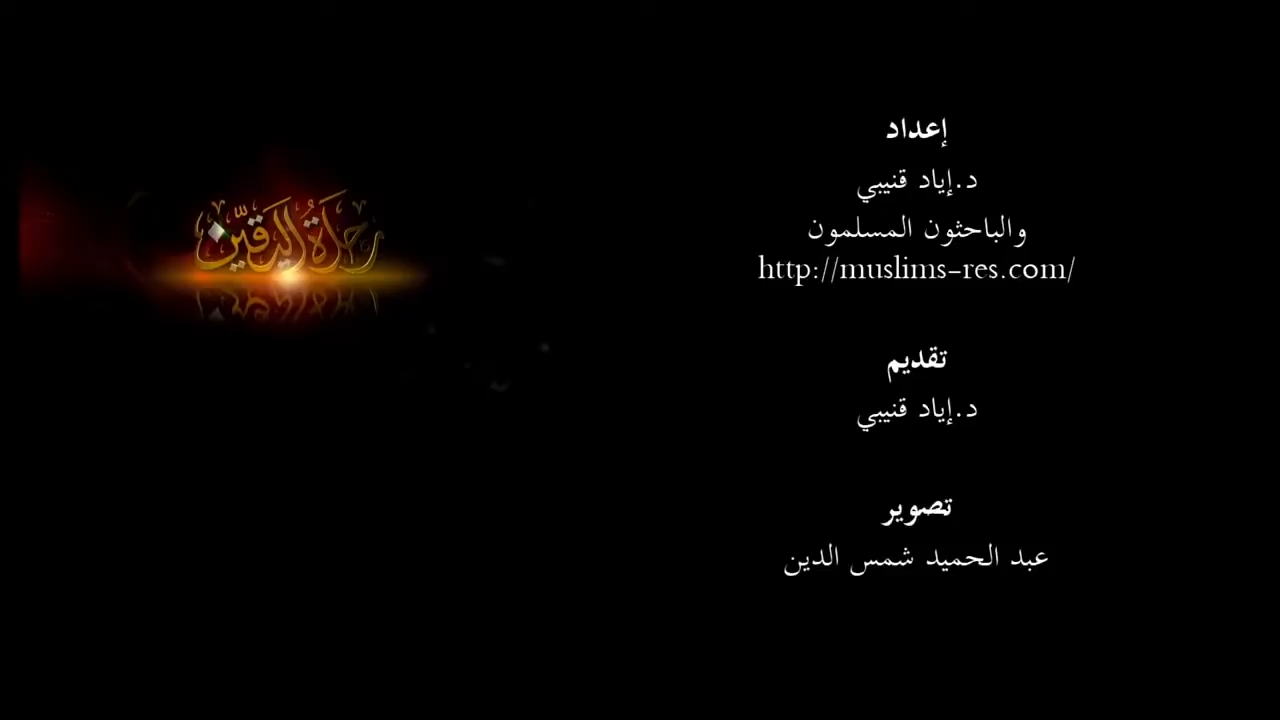 رحلة اليقين
إعداد
د.إياد قنيبي
والباحثون المسلمون
http://muslims-res.com/
تقديم
د.إياد قنيبي
تصوير
عبد الحميد شمس الدين